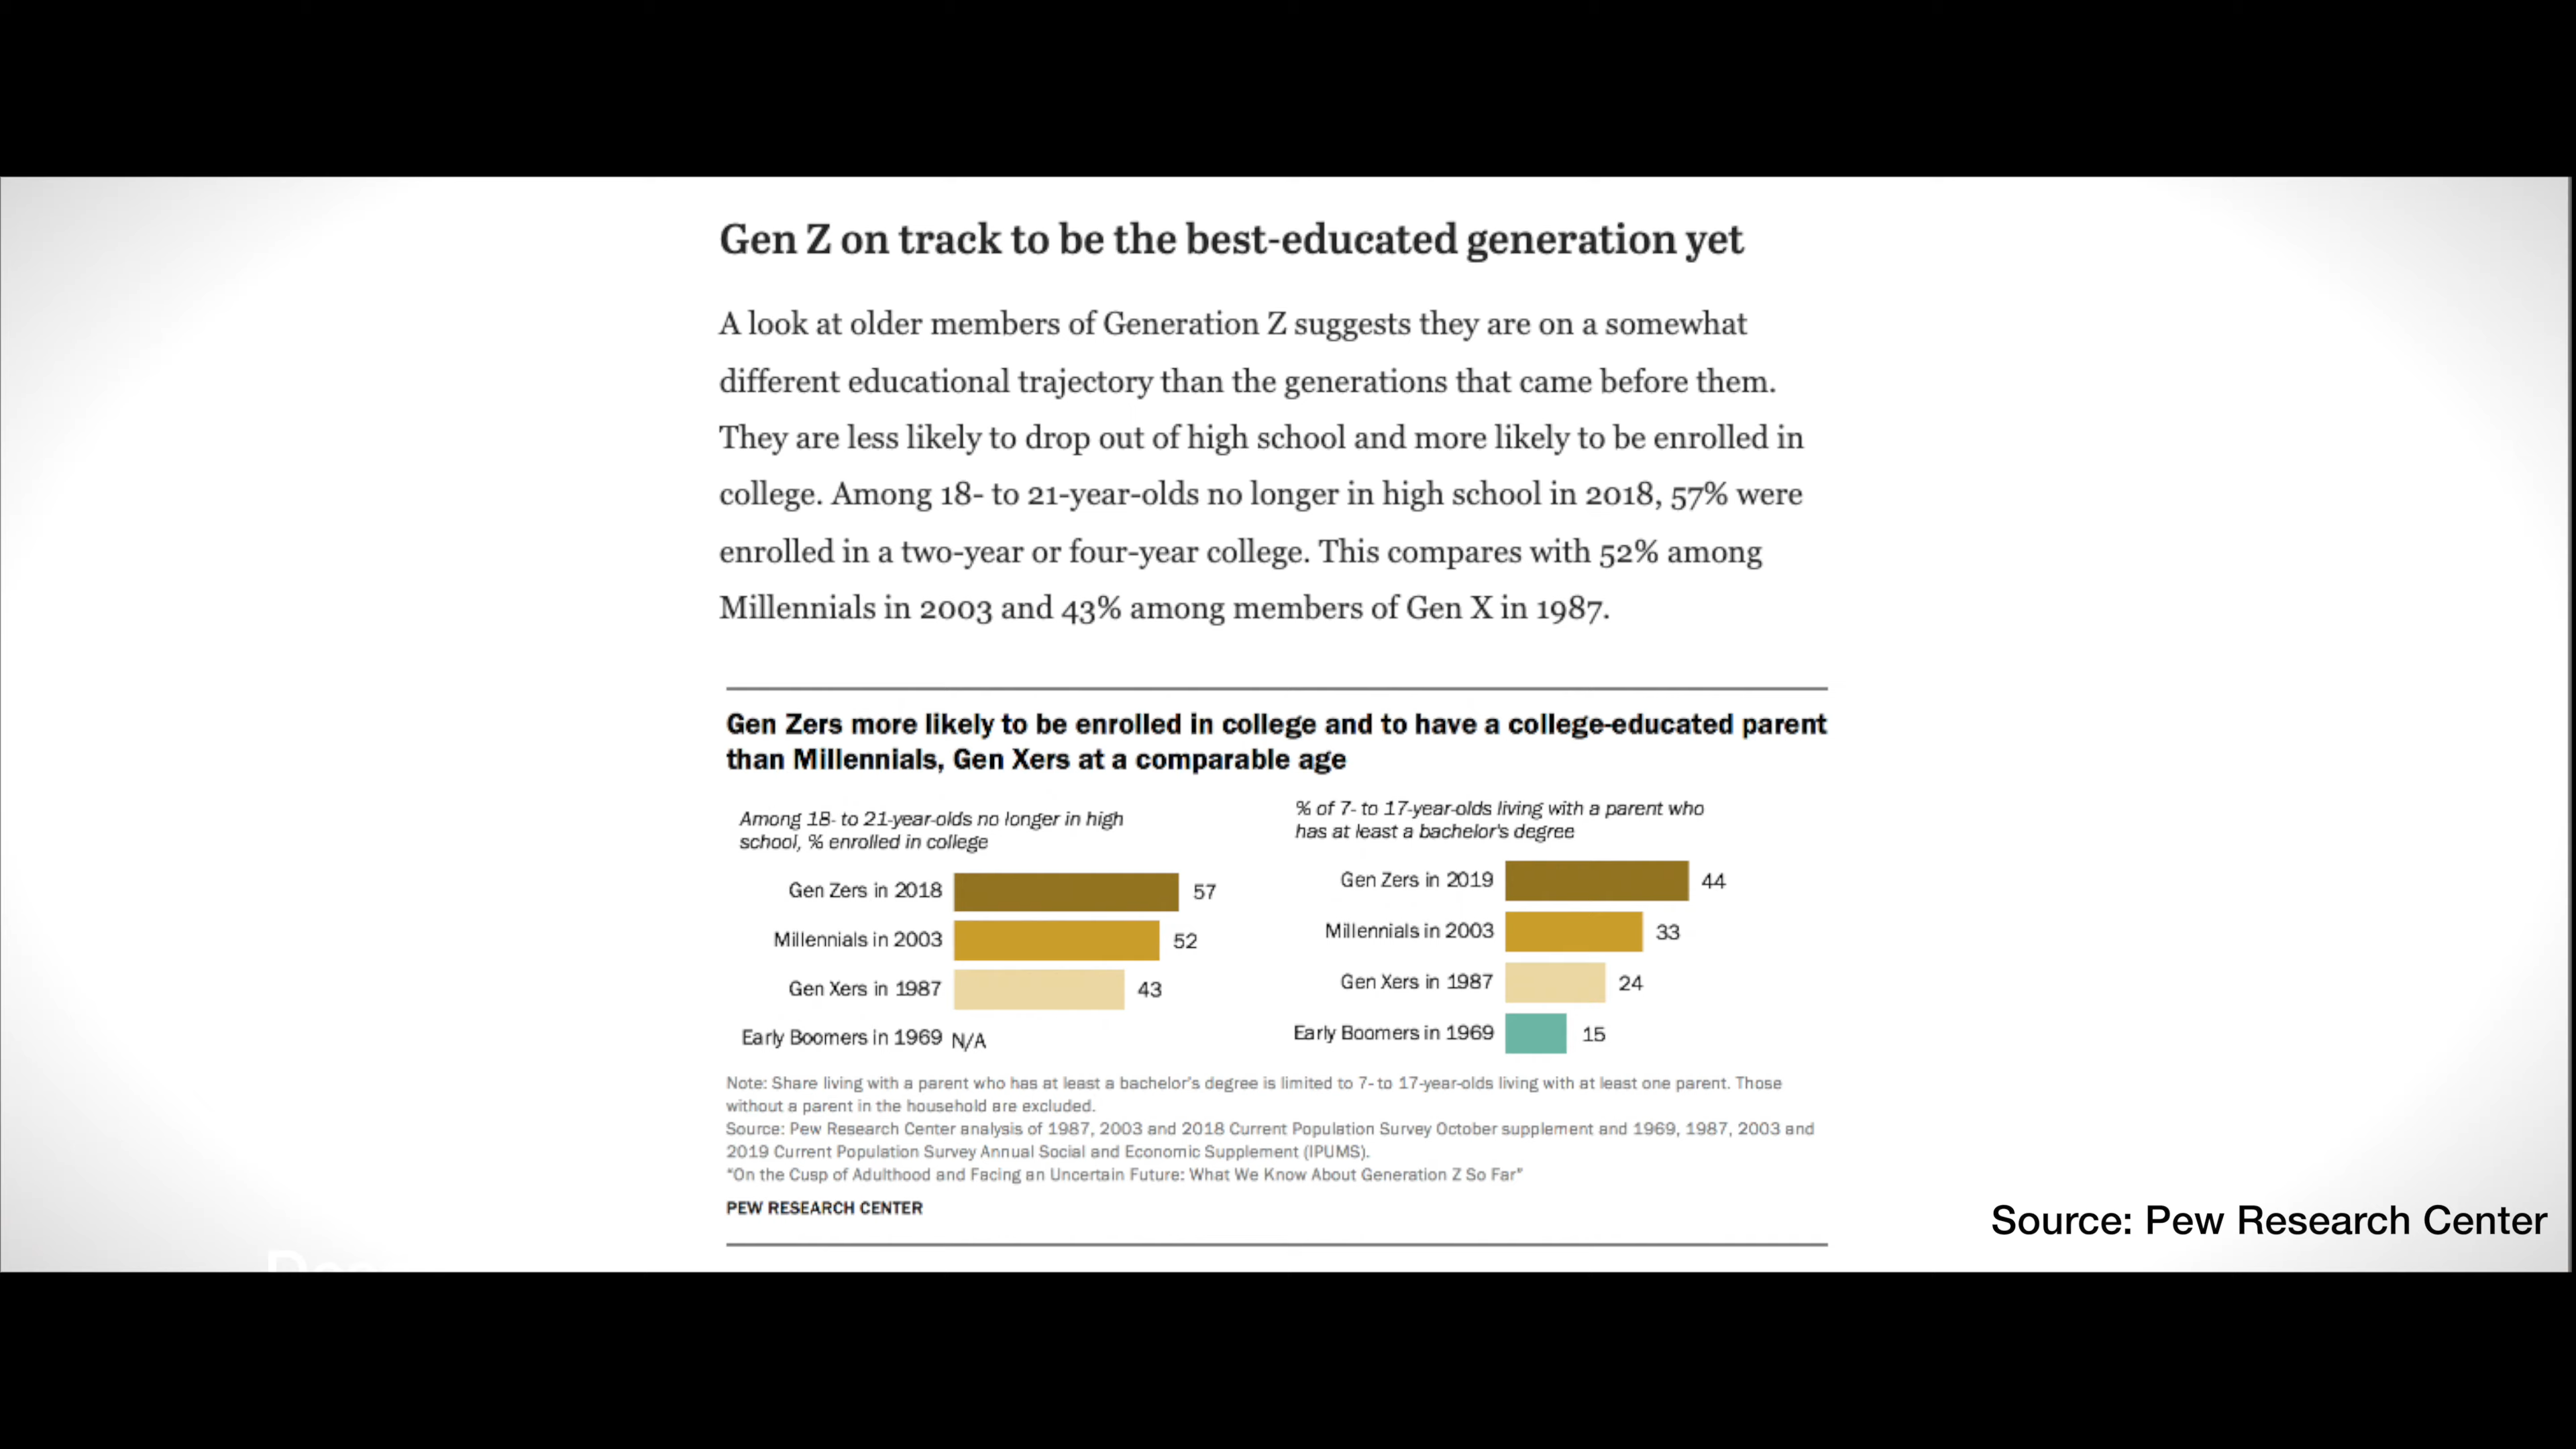 Gen Z on track to be the best-educated generation yet
A look at older members of Generation Z suggests they are on a somewhat
different educational trajectory than the generations that came before them.
They are less likely to drop out of high school and more likely to be enrolled in
college. Among 18- to 21-year-olds no longer in high school in 2018, 57% were
enrolled in a two-year or four-year college. This compares with 52% among
Millennials in 2003 and 43% among members of Gen X in 1987.
Gen Zers more likely to be enrolled in college and to have a college-educated parent
than Millennials, Gen Xers at a comparable age
Among 18- to 21-year-olds no longer in high
school, % enrolled in college
Gen Zers in 2018 57
Millennials in 2003 52
Gen Xers in 1987 43
Early Boomers in 1969 N/A
% of 7- to 17-year-olds living with a parent who
has at least a bachelor's degree
Gen Zers in 2019 44
Millennials in 2003 33
Gen Xers in 1987 24
Early Boomers in 1969 15
Note: Share living with a parent who has at least a bachelor's degree is limited to 7- to 17-year-olds living with at least one parent. Those
without a parent in the household are excluded.
Source: Pew Research Center analysis of 1987, 2003 and 2018 Current Population Survey October supplement and 1969, 1987, 2003 and
2019 Current Population Survey Annual Social and Economic Supplement (IPUMS).
"On the Cusp of Adulthood and Facing an Uncertain Future: What We Know About Generation Z So Far"
PEW RESEARCH CENTER
Source: Pew Research Center